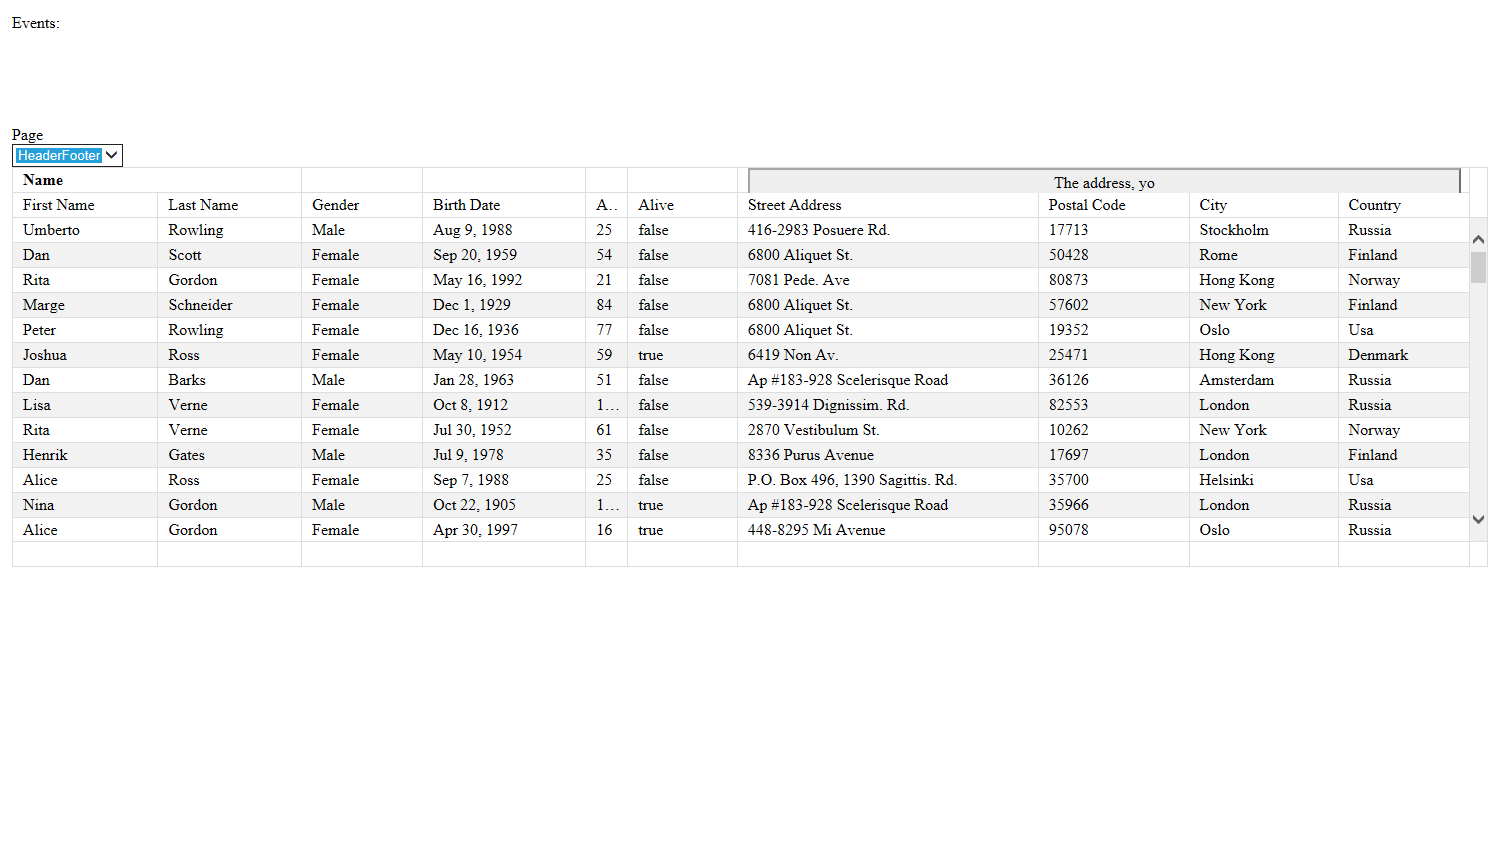 Events:
Page
HeaderFooter
Name The address, yo
First Name Last Name Gender Birth Date A.. Alive Street Address Postal Code City Country
Umberto Rowling Male Aug 9, 1988 25 false 416-2983 Posuere Rd. 17713 Stockholm Russia
Dan Scott Female Sep 20, 1959 54 false 6800 Aliquet St. 50428 Rome Finland
Rita Gordon Female May 16, 1992 21 false 7081 Pede. Ave 80873 Hong Kong Norway
Marge Schneider Female Dec 1, 1929 84 false 6800 Aliquet St. 57602 New York Finland
Peter Rowling Female Dec 16, 1936 77 false 6800 Aliquet St. 19352 Oslo Usa
Joshua Ross Female May 10, 1954 59 true 6419 Non Av. 25471 Hong Kong Denmark
Dan Barks Male Jan 28, 1963 51 false Ap #183-928 Scelerisque Road 36126 Amsterdam Russia
Lisa Verne Female Oct 8, 1912 1... false 539-3914 Dignissim. Rd. 82553 London Russia
Rita Verne Female Jul 30, 1952 61 false 2870 Vestibulum St. 10262 New York Norway
Henrik Gates Male Jul 9, 1978 35 false 8336 Purus Avenue 17697 London Finland
Alice Ross Female Sep 7, 1988 25 false P.O. Box 496, 1390 Sagittis. Rd. 35700 Helsinki Usa
Nina Gordon Male Oct 22, 1905 1... true Ap #183-928 Scelerisque Road 35966 London Russia
Alice Gordon Female Apr 30, 1997 16 true 448-8295 Mi Avenue 95078 Oslo Russia